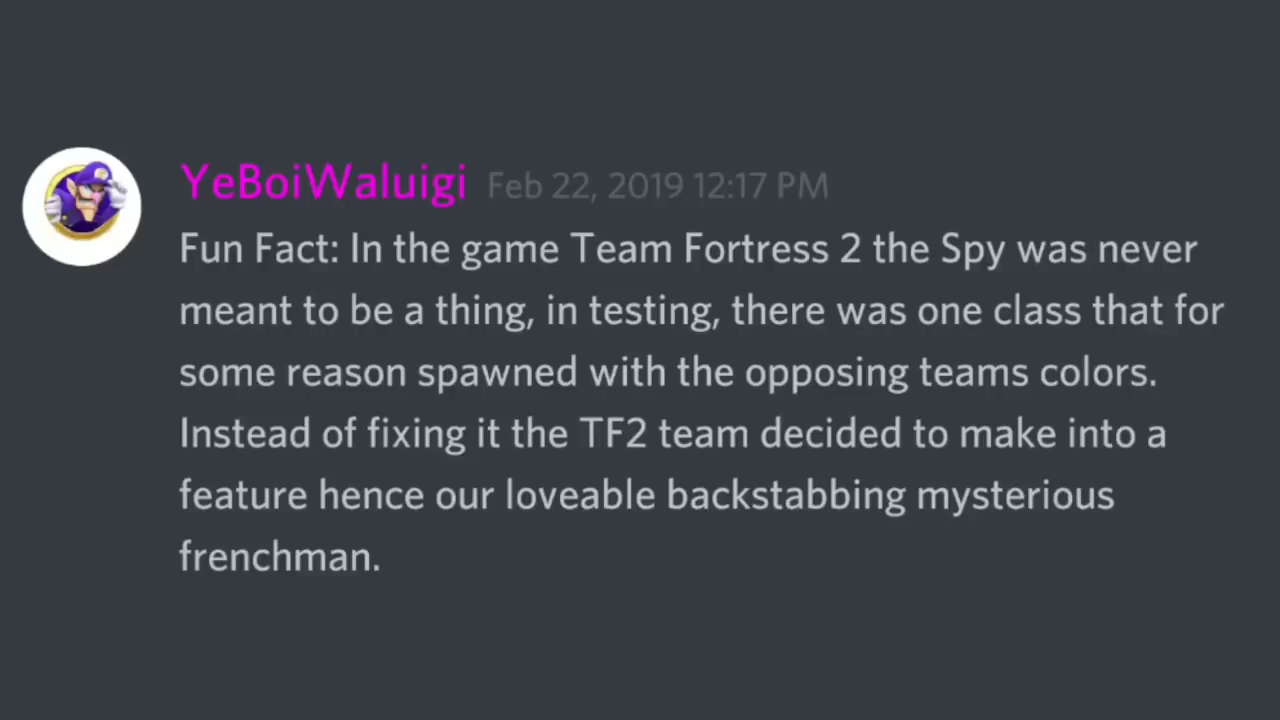 YeBoiWaluigi Feb 22, 2019 12:17 PM
Fun Fact: In the game Team Fortress 2 the Spy was never
meant to be a thing, in testing, there was one class that for
some reason spawned with the opposing teams colors.
Instead of fixing it the TF2 team decided to make into a
feature hence our loveable backstabbing mysterious
frenchman.